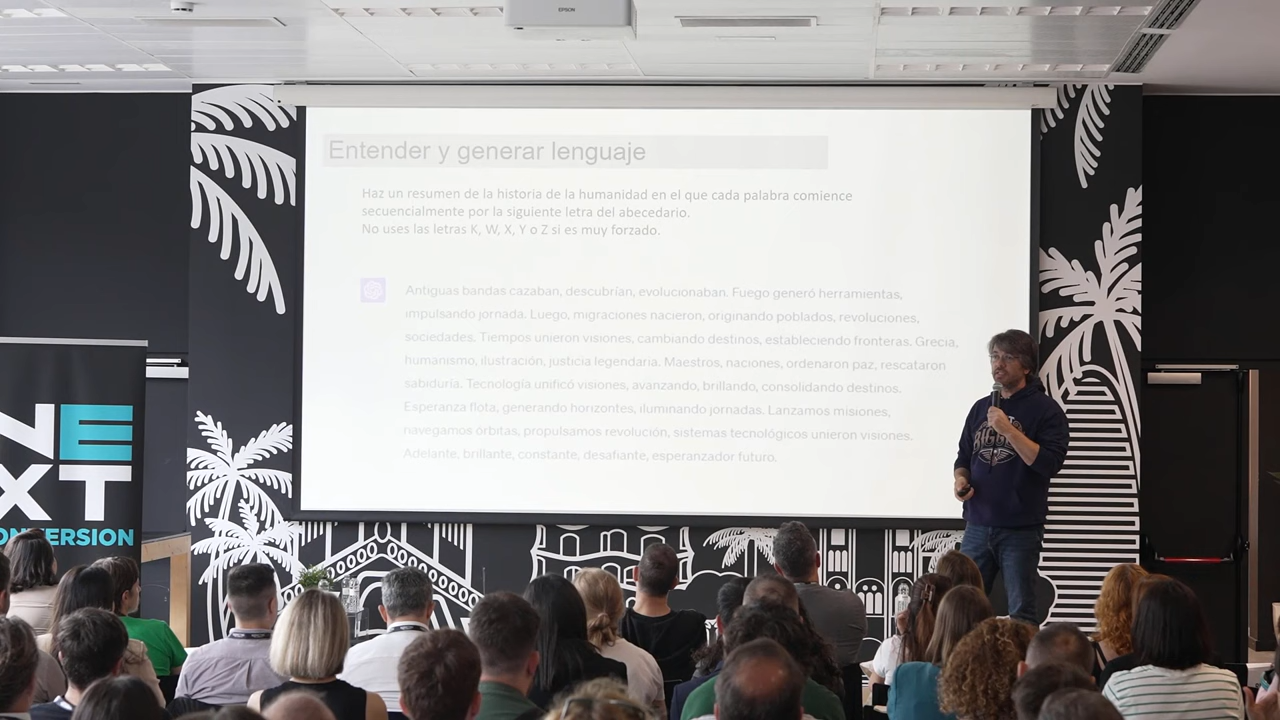 EPSON
Entender y generar lenguaje
Haz un resumen de la historia de la humanidad en el que cada palabra comience
secuencialmente por la siguiente letra del abecedario.
No uses las letras K, W, X, Y o Z si es muy forzado.
Antiguas bandas cazaban, descubrían, evolucionaban. Fuego generó herramientas,
impulsando jornada. Luego, migraciones nacieron, originando poblados, revoluciones,
sociedades. Tiempos unieron visiones, cambiando destinos, estableciendo fronteras. Grecia,
humanismo, ilustración, justicia legendaria. Maestros, naciones, ordenaron paz, rescataron
sabiduría. Tecnología unificó visiones, avanzando, brillando, consolidando destinos.
Esperanza flota, generando horizontes, iluminando jornadas. Lanzamos misiones,
navegamos órbitas, propulsamos revolución, sistemas tecnológicos unieron visiones.
Adelante, brillante, constante, desafiante, esperanzador futuro.
NE
XT
BIGGER